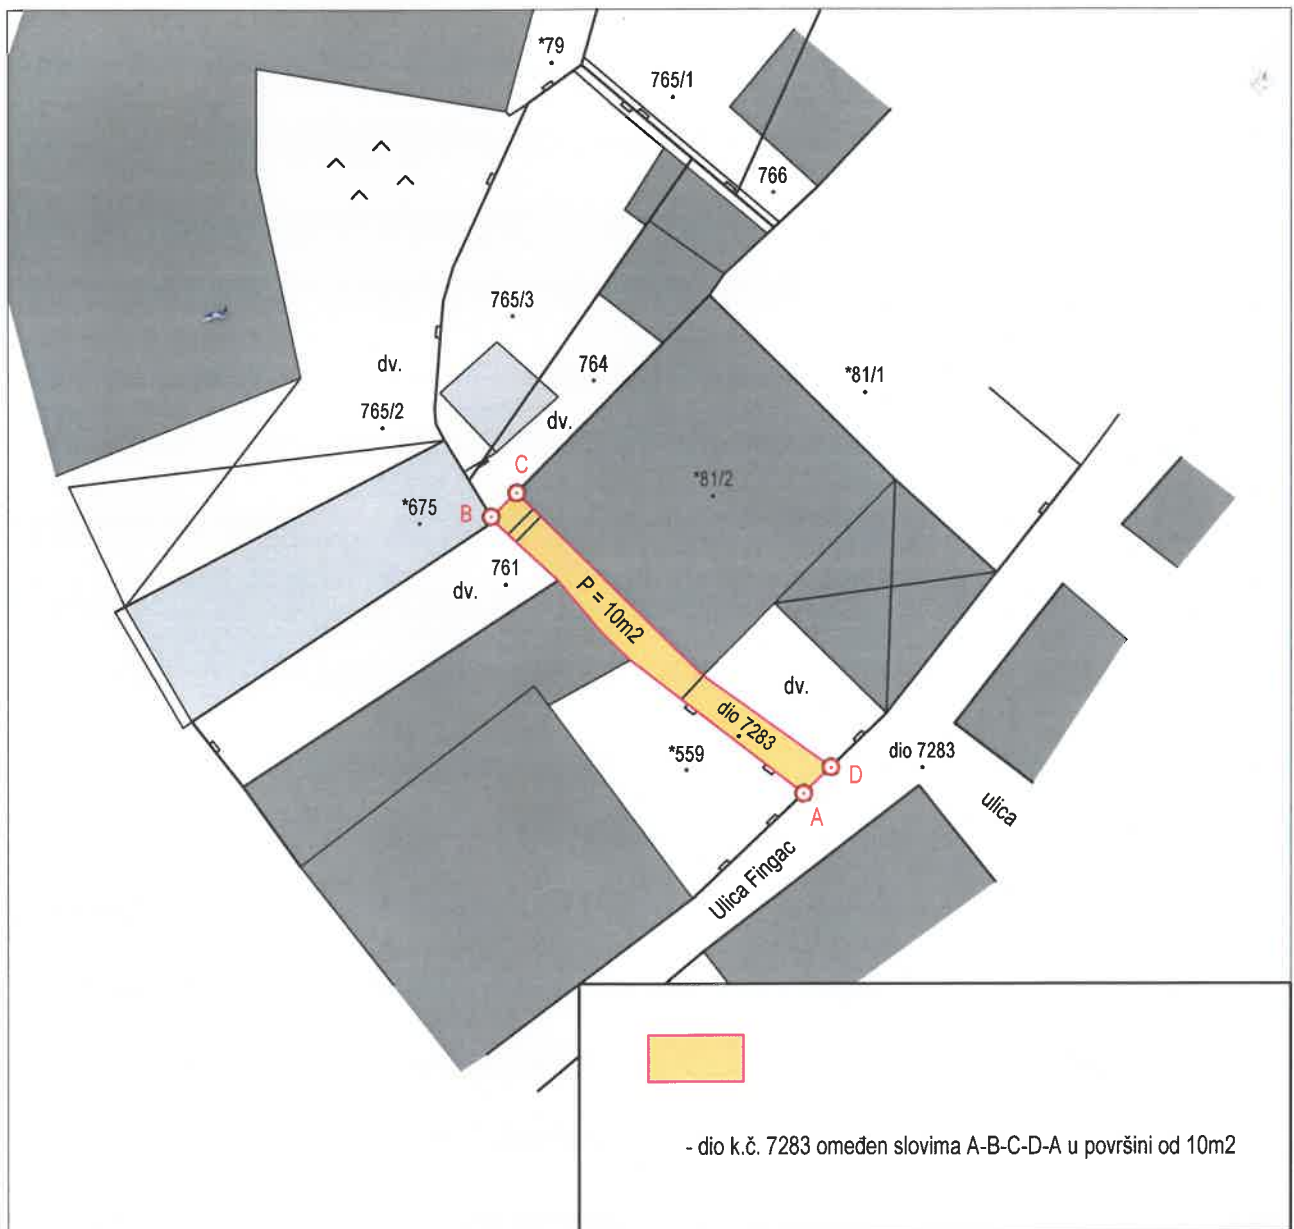 *79
765/1
766
765/3
764
dv.
*81/1
765/2
dv.
C
*81/2
*675
B
761
dv.
P = 10m2
dv.
dio 7283
*559
dio 7283
D
A
ulica
Ulica Fingac
- dio k.č. 7283 omeđen slovima A-B-C-D-A u površini od 10m2